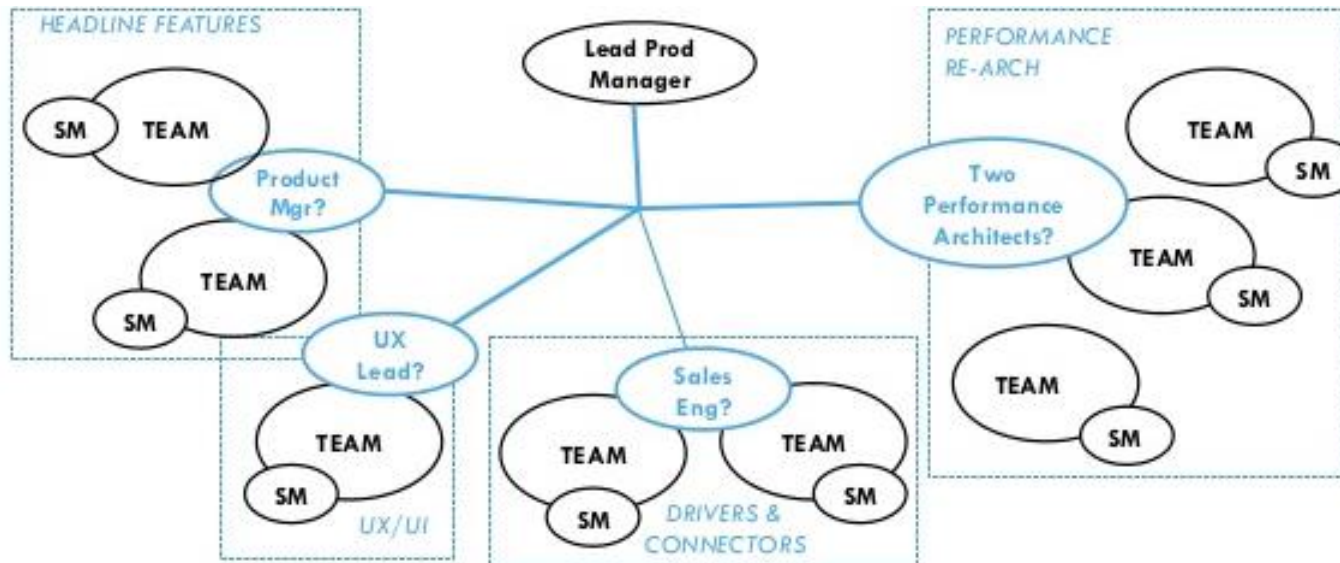 HEADLINE FEATURES
SM
TEAM
Product
Mgr?
TEAM
SM
Lead Prod
Manager
PERFORMANCE
RE-ARCH
TEAM
SM
Two
Performance
Architects?
TEAM
SM
TEAM
SM
UX
Lead?
TEAM
SM
UX/UI
Sales
Eng?
TEAM
SM
TEAM
SM
DRIVERS &
CONNECTORS